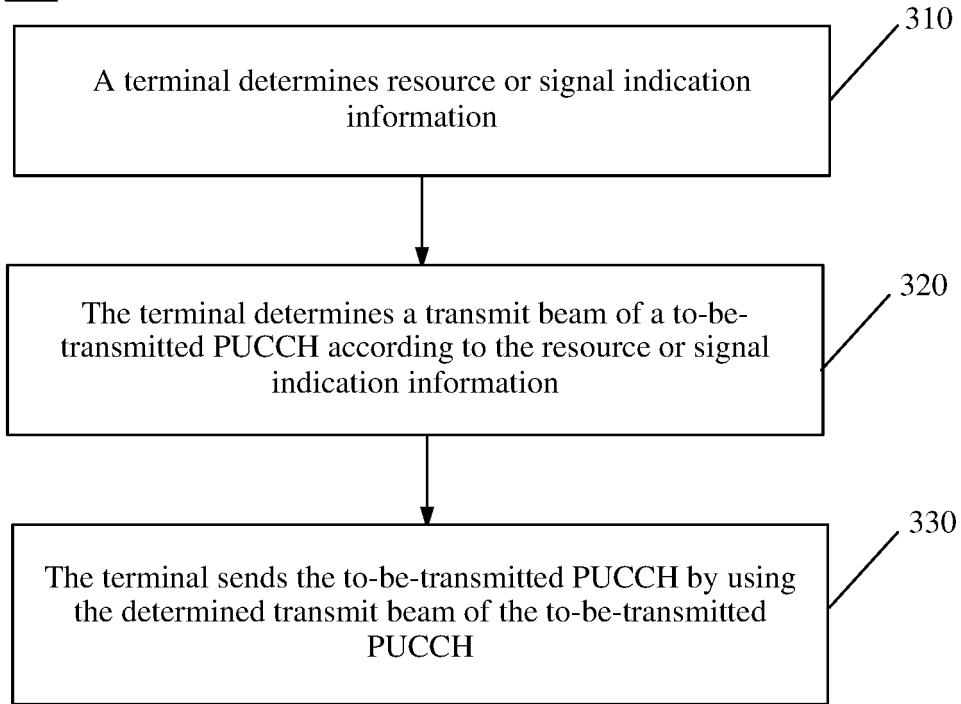 310
A terminal determines resource or signal indication
information
320
The terminal determines a transmit beam of a to-be-
transmitted PUCCH according to the resource or signal
indication information
330
The terminal sends the to-be-transmitted PUCCH by using
the determined transmit beam of the to-be-transmitted
PUCCH